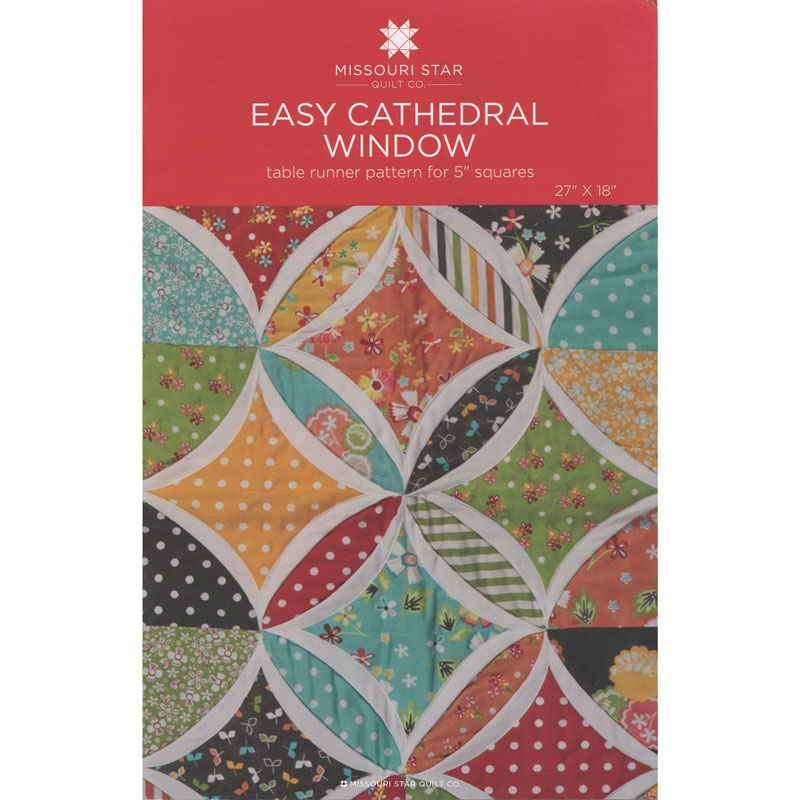 MISSOURI STAR
QUILT CO.
EASY CATHEDRAL
WINDOW
table runner pattern for 5" squares
27" X 18"
MISSOURI STAR QUILT CO.